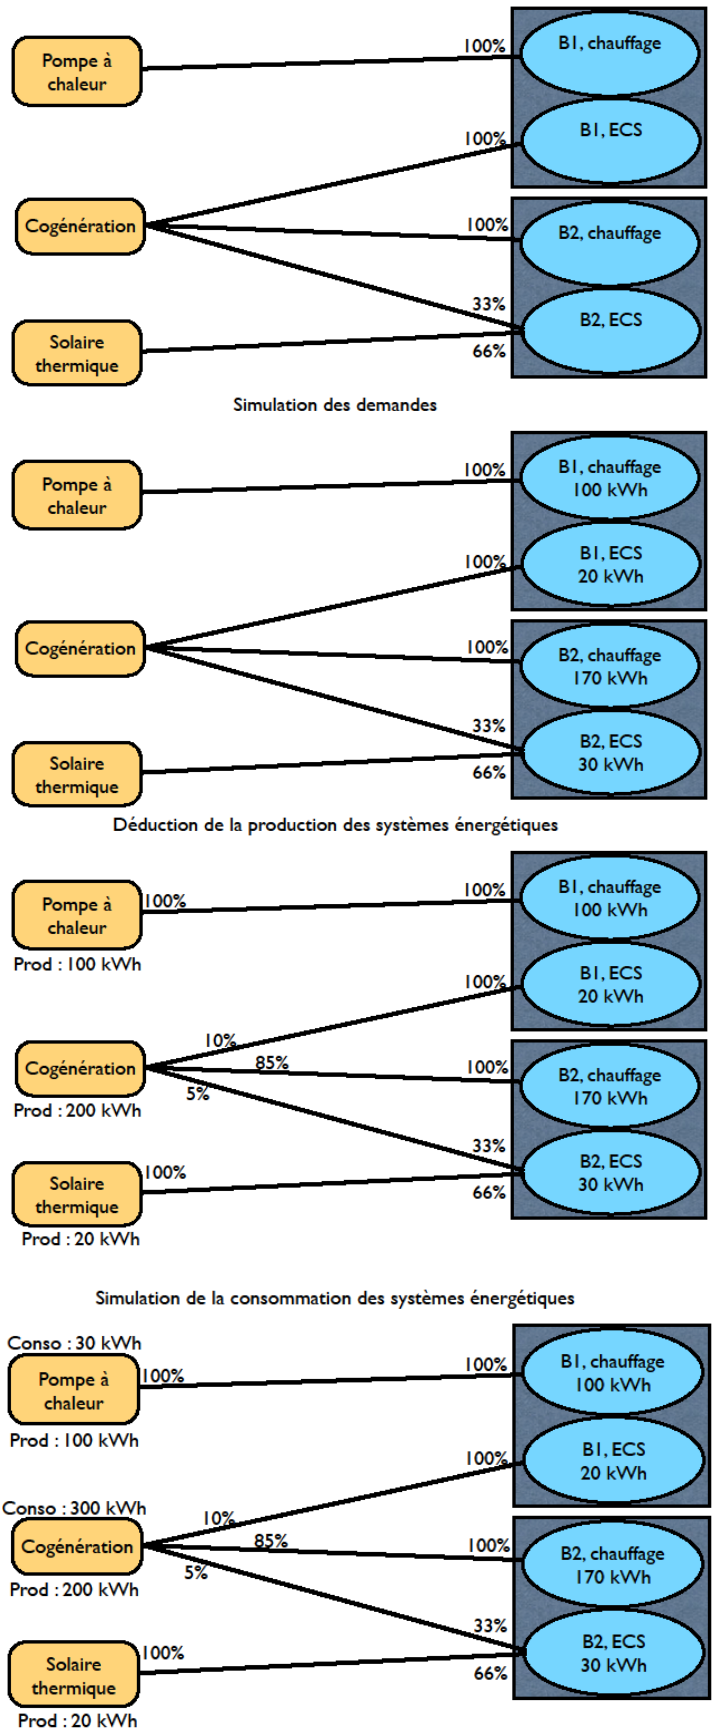 100%
B1, chauffage
Pompe à
chaleur
100%
B1, ECS
Cogénération
100%
B2, chauffage
33%
B2, ECS
Solaire
thermique
66%
Simulation des demandes
100%
B1, chauffage
100 kWh
Pompe à
chaleur
100%
B1, ECS
20 kWh
Cogénération
100%
B2, chauffage
170 kWh
33%
B2, ECS
30 kWh
Solaire
thermique
66%
Déduction de la production des systèmes énergétiques
100%
100%
B1, chauffage
100 kWh
Pompe à
chaleur
Prod : 100 kWh
100%
B1, ECS
20 kWh
10%
Cogénération
85%
100%
B2, chauffage
170 kWh
5%
Prod : 200 kWh
33%
B2, ECS
30 kWh
100%
Solaire
thermique
66%
Prod : 20 kWh
Simulation de la consommation des systèmes énergétiques
Conso : 30 kWh
100%
100%
B1, chauffage
100 kWh
Pompe à
chaleur
Prod : 100 kWh
100%
B1, ECS
20 kWh
Conso : 300 kWh
10%
Cogénération
85%
100%
B2, chauffage
170 kWh
5%
Prod : 200 kWh
33%
B2, ECS
30 kWh
100%
Solaire
thermique
66%
Prod : 20 kWh